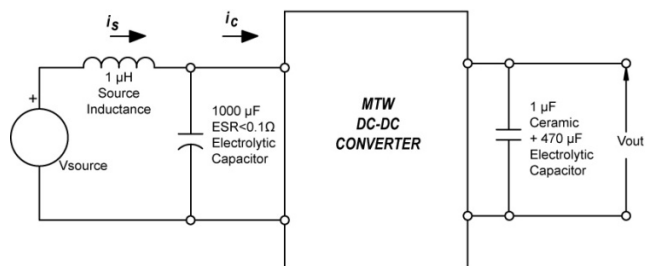 is
ic
1 µH
Source
Inductance
+
Vsource
1000 µF
ESR<0.1Ω
Electrolytic
Capacitor
MTW
DC-DC
CONVERTER
1 µF
Ceramic
+ 470 µF
Electrolytic
Capacitor
Vout